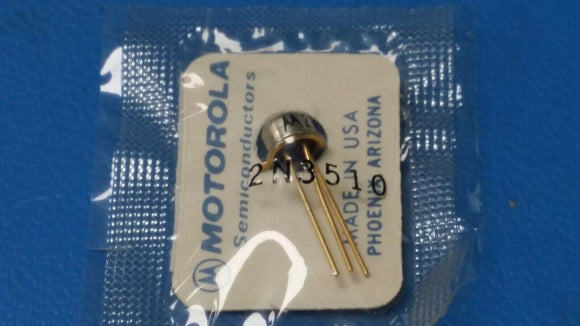 MOTOROLA
Semiconductors
2N3510
MADE IN USA
PHOENIX, ARIZONA